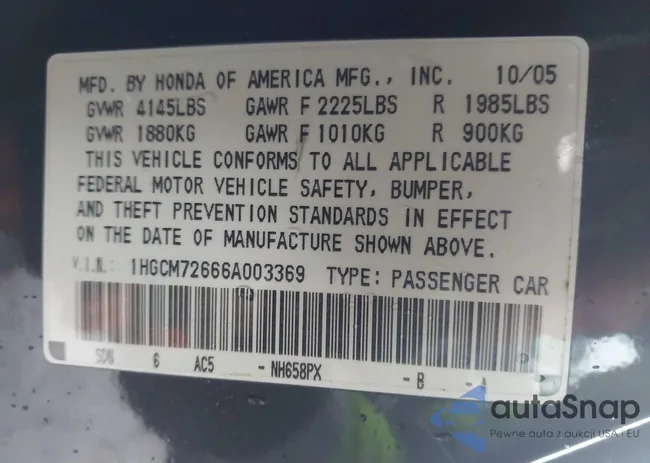 MFD. BY HONDA OF AMERICA MFG., INC. 10/05
GVWR 4145LBS GAWR F 2225LBS R 1985LBS
GVWR 1880KG GAWR F 1010KG R 900KG
THIS VEHICLE CONFORMS TO ALL APPLICABLE
FEDERAL MOTOR VEHICLE SAFETY, BUMPER,
AND THEFT PREVENTION STANDARDS IN EFFECT
ON THE DATE OF MANUFACTURE SHOWN ABOVE.
V.I.N.: 1HGCM72666A003369 TYPE: PASSENGER CAR
SDN 6 AC5 -NH658PX -B -A
autaSnap
Pewne auta z aukcji USA i EU